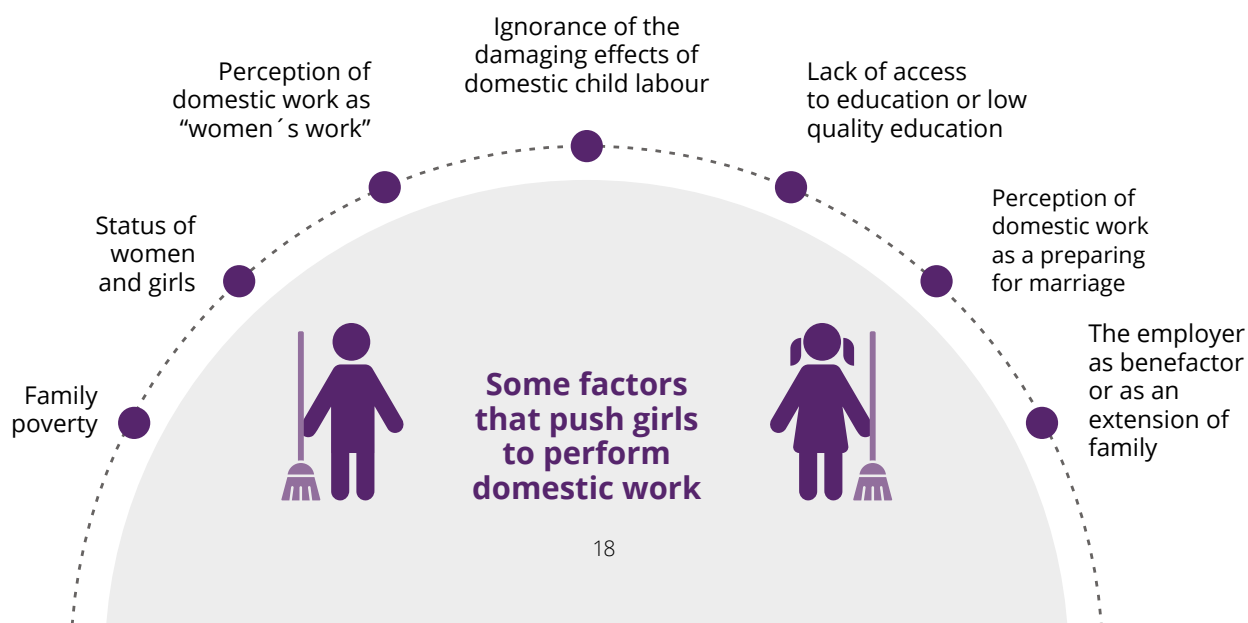 Ignorance of the
damaging effects of
domestic child labour
Perception of
domestic work as
“women´s work”
Lack of access
to education or low
quality education
Status of
women
and girls
Perception of
domestic work
as a preparing
for marriage
Family
poverty
The employer
as benefactor
or as an
extension of
family
Some factors
that push girls
to perform
domestic work
18